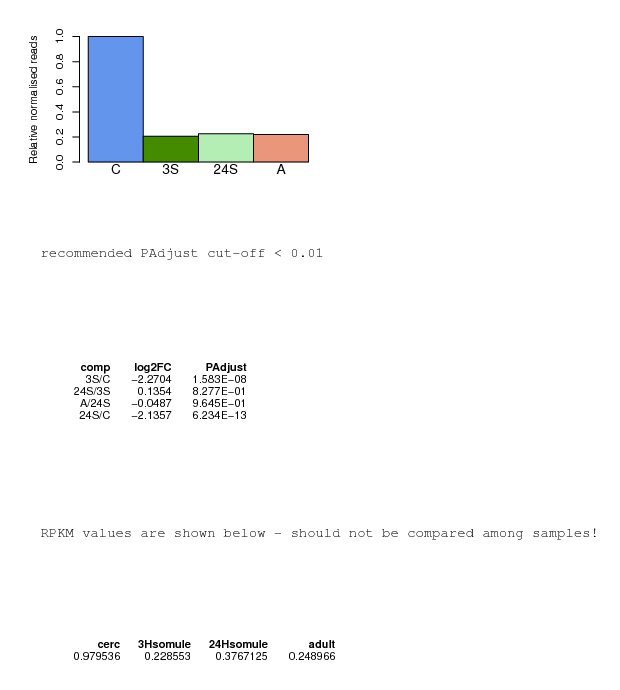 Relative normalised reads
1.0
0.8
0.6
0.4
0.2
0.0
C 3S 24S A
recommended PAdjust cut-off < 0.01
comp log2FC PAdjust
3S/C −2.2704 1.583E−08
24S/3S 0.1354 8.277E−01
A/24S −0.0487 9.645E−01
24S/C −2.1357 6.234E−13
RPKM values are shown below - should not be compared among samples!
cerc 3Hsomule 24Hsomule adult
0.979536 0.228553 0.3767125 0.248966